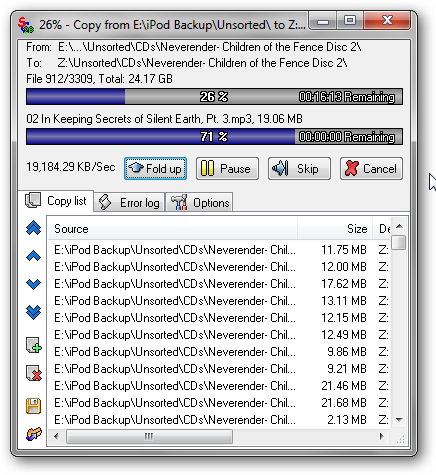 26% - Copy from E:\iPod Backup\Unsorted\ to Z:...
From: E:\...\Unsorted\CDs\Neverender- Children of the Fence Disc 2\
To: Z:\Unsorted\CDs\Neverender- Children of the Fence Disc 2\
File 912/3309, Total: 24.17 GB
26 % 00:16:13 Remaining
02 In Keeping Secrets of Silent Earth, Pt. 3.mp3, 19.06 MB
71 % 00:00:00 Remaining
19,184.29 KB/Sec Fold up Pause Skip Cancel
Copy list Error log Options
Source Size De
E:\iPod Backup\Unsorted\CDs\Neverender- Chil... 11.75 MB Z:
E:\iPod Backup\Unsorted\CDs\Neverender- Chil... 12.00 MB Z:
E:\iPod Backup\Unsorted\CDs\Neverender- Chil... 17.62 MB Z:
E:\iPod Backup\Unsorted\CDs\Neverender- Chil... 13.11 MB Z:
E:\iPod Backup\Unsorted\CDs\Neverender- Chil... 12.15 MB Z:
E:\iPod Backup\Unsorted\CDs\Neverender- Chil... 12.49 MB Z:
E:\iPod Backup\Unsorted\CDs\Neverender- Chil... 9.86 MB Z:
E:\iPod Backup\Unsorted\CDs\Neverender- Chil... 9.21 MB Z:
E:\iPod Backup\Unsorted\CDs\Neverender- Chil... 21.46 MB Z:
E:\iPod Backup\Unsorted\CDs\Neverender- Chil... 21.68 MB Z:
E:\iPod Backup\Unsorted\CDs\Neverender- Chil... 2.13 MB Z: